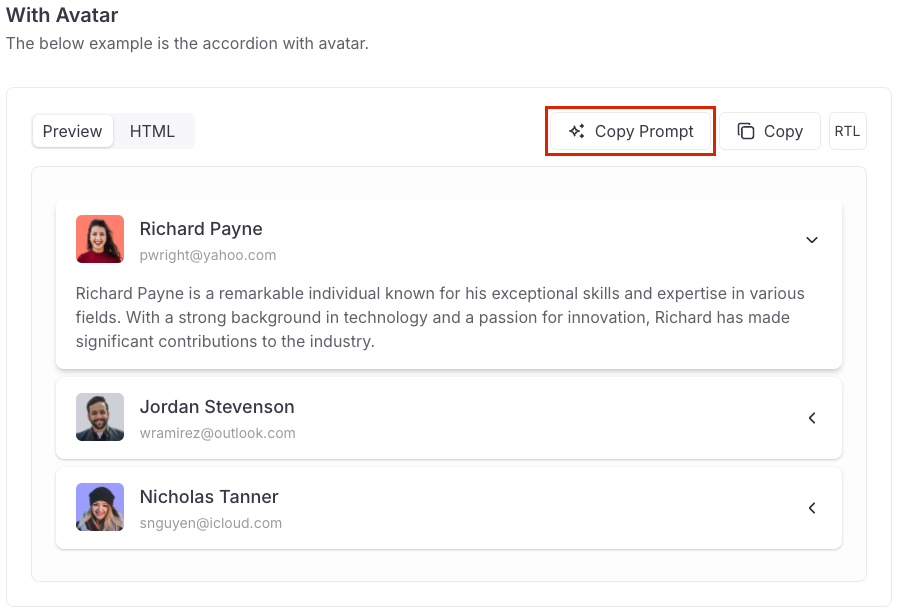 With Avatar
The below example is the accordion with avatar.
Preview HTML Copy Prompt Copy RTL
Richard Payne
pwright@yahoo.com
Richard Payne is a remarkable individual known for his exceptional skills and expertise in various
fields. With a strong background in technology and a passion for innovation, Richard has made
significant contributions to the industry.
Jordan Stevenson
wramirez@outlook.com
Nicholas Tanner
snguyen@icloud.com